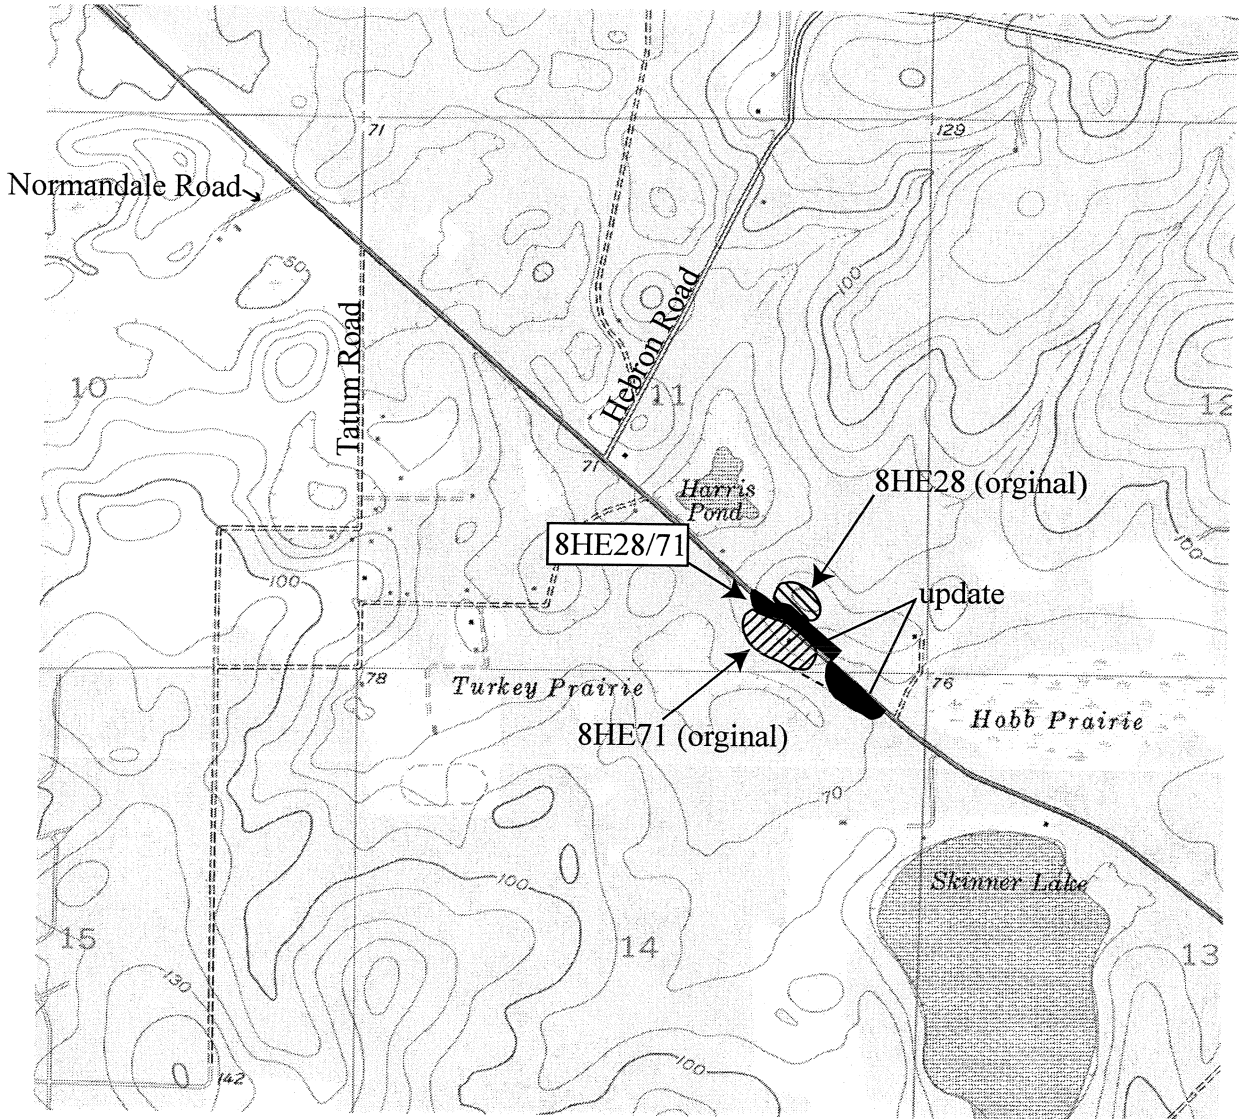 71
129
Normandale Road
50
100
Tatum Road
Hebron Road
10
11
12
71
Harris
Pond
8HE28 (orginal)
8HE28/71
100
100
update
78
Turkey Prairie
76
Hobb Prairie
8HE71 (orginal)
70
100
Skinner Lake
15
14
13
130
142
100